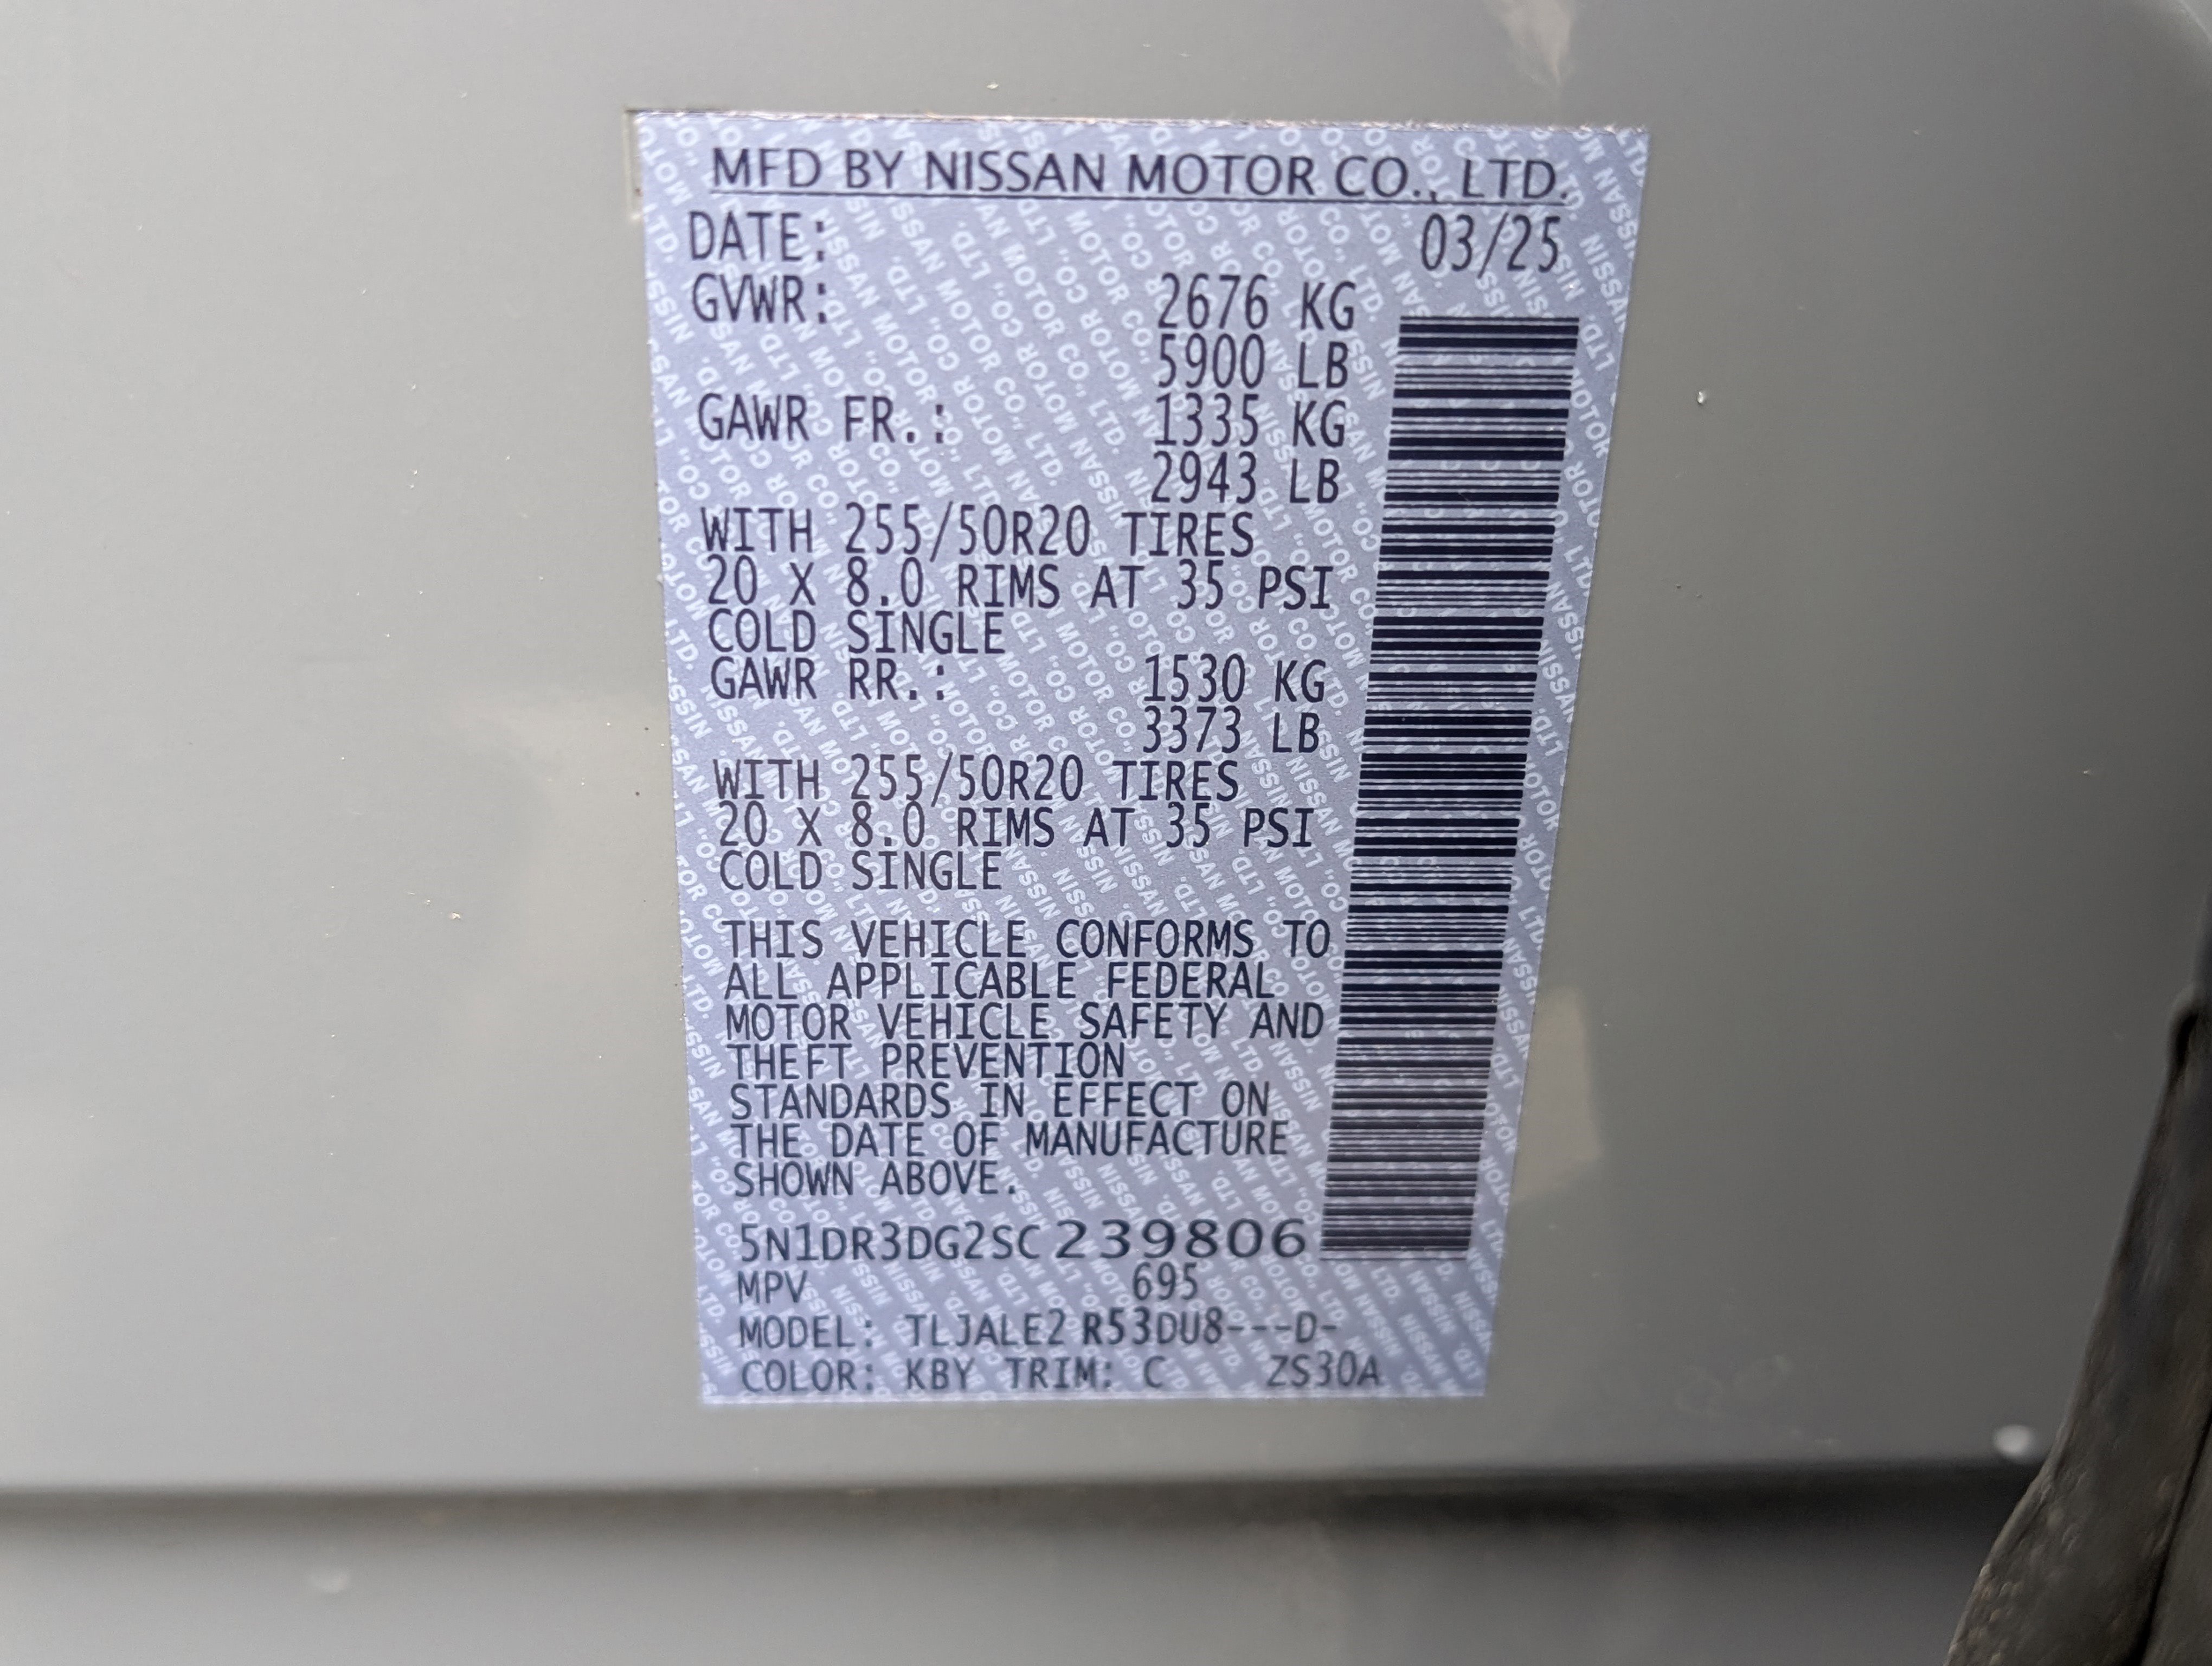 MFD BY NISSAN MOTOR CO., LTD.
DATE: 03/25
GVWR: 2676 KG
5900 LB
GAWR FR.: 1335 KG
2943 LB
WITH 255/50R20 TIRES
20 X 8.0 RIMS AT 35 PSI
COLD SINGLE
GAWR RR.: 1530 KG
3373 LB
WITH 255/50R20 TIRES
20 X 8.0 RIMS AT 35 PSI
COLD SINGLE
THIS VEHICLE CONFORMS TO
ALL APPLICABLE FEDERAL
MOTOR VEHICLE SAFETY AND
THEFT PREVENTION
STANDARDS IN EFFECT ON
THE DATE OF MANUFACTURE
SHOWN ABOVE.
5N1DR3DG2SC239806
MPV 695
MODEL: TLJALE2 R53DU8---D-
COLOR: KBY TRIM: C ZS30A